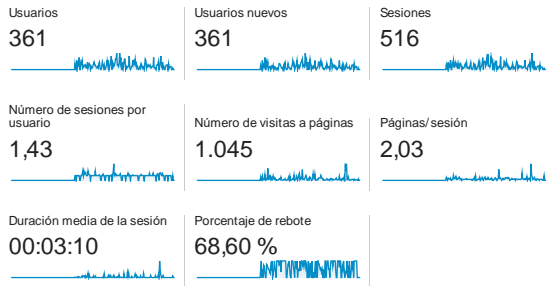 Usuarios
361
Usuarios nuevos
361
Sesiones
516
Número de sesiones por
usuario
1,43
Número de visitas a páginas
1.045
Páginas/sesión
2,03
Duración media de la sesión
00:03:10
Porcentaje de rebote
68,60 %